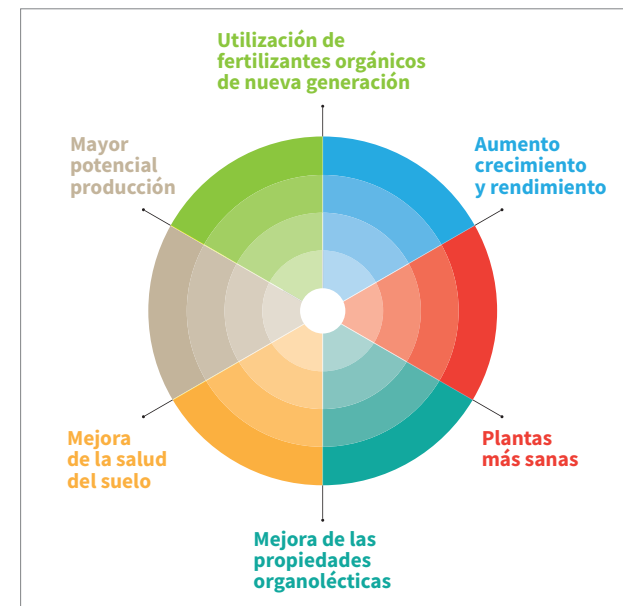 Utilización de
fertilizantes orgánicos
de nueva generación
Aumento
crecimiento
y rendimiento
Plantas
más sanas
Mejora de las
propiedades
organolécticas
Mejora
de la salud
del suelo
Mayor
potencial
producción